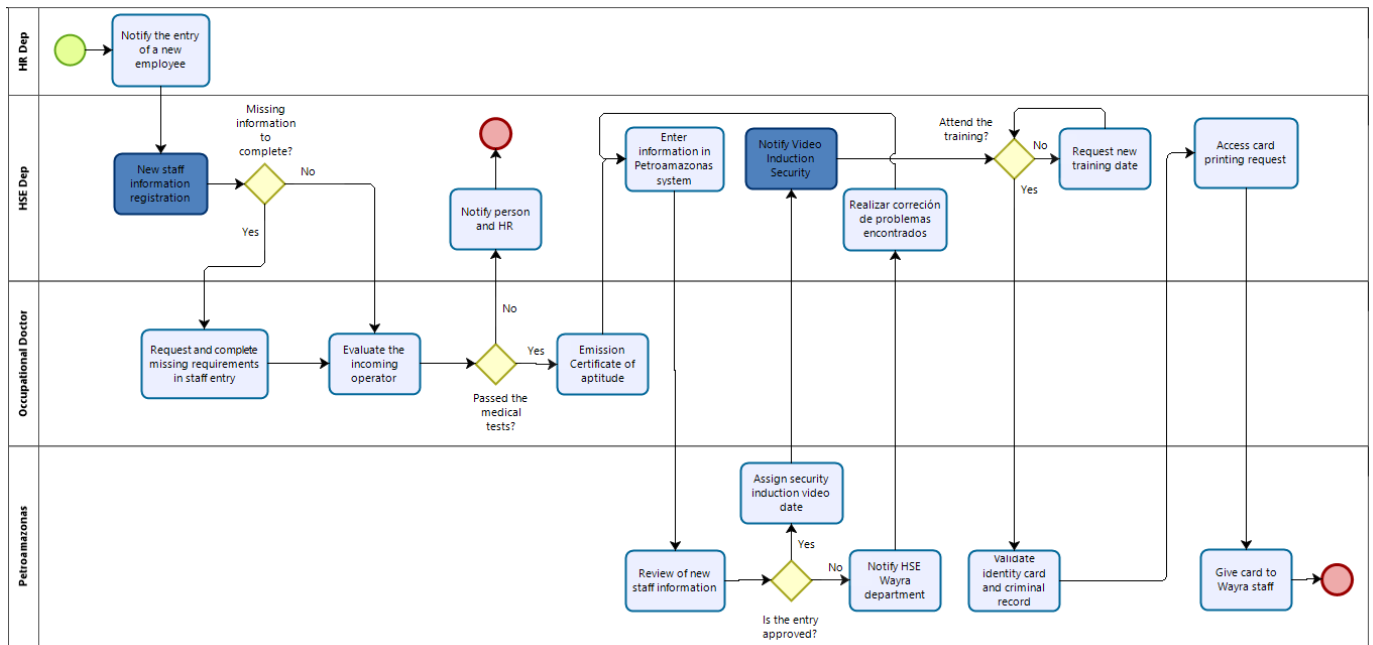 HR Dep
Notify the entry
of a new
employee
HSE Dep
Missing
information
to
complete?
New staff
information
registration
No
Yes
Notify person
and HR
Enter
information in
Petroamazonas
system
Notify Video
Induction
Security
Realizar correción
de problemas
encontrados
Attend the
training?
No
Yes
Request new
training date
Access card
printing request
Occupational Doctor
Request and complete
missing requirements
in staff entry
Evaluate the
incoming
operator
No
Yes
Passed the
medical
tests?
Emission
Certificate of
aptitude
Petroamazonas
Assign security
induction video
date
Review of new
staff information
Yes
No
Is the entry
approved?
Notify HSE
Wayra
department
Validate
identity card
and criminal
record
Give card to
Wayra staff